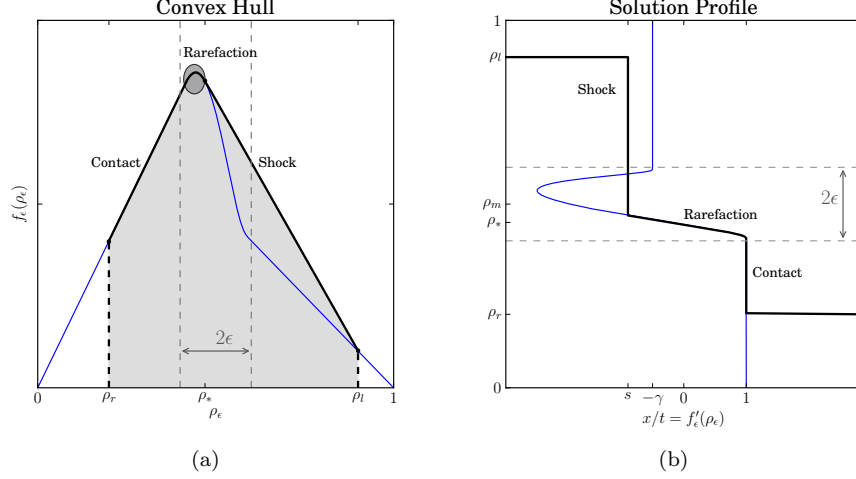 Convex Hull
Rarefaction
Contact
Shock
2ϵ
f_ϵ(ρ_ϵ)
0
ρ_r
ρ_*
ρ_l
1
ρ_ϵ
(a)
Solution Profile
1
ρ_l
Shock
ρ_m
ρ_*
Rarefaction
2ϵ
Contact
ρ_r
0
s
−γ
0
1
x/t = f′_ϵ(ρ_ϵ)
(b)